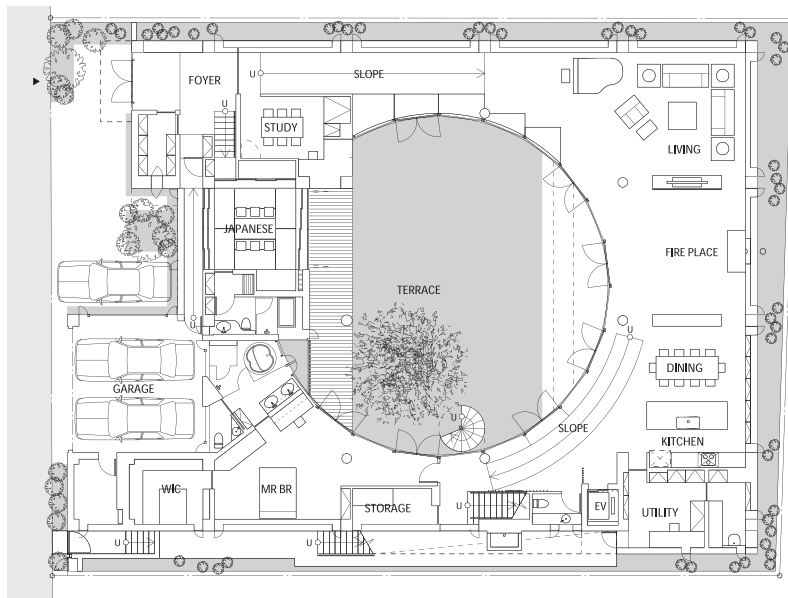 FOYER
U
SLOPE
U
STUDY
LIVING
JAPANESE
FIRE PLACE
TERRACE
U
U
DINING
GARAGE
U
SLOPE
KITCHEN
WIC
MR BR
STORAGE
U
EV
UTILITY
U
U